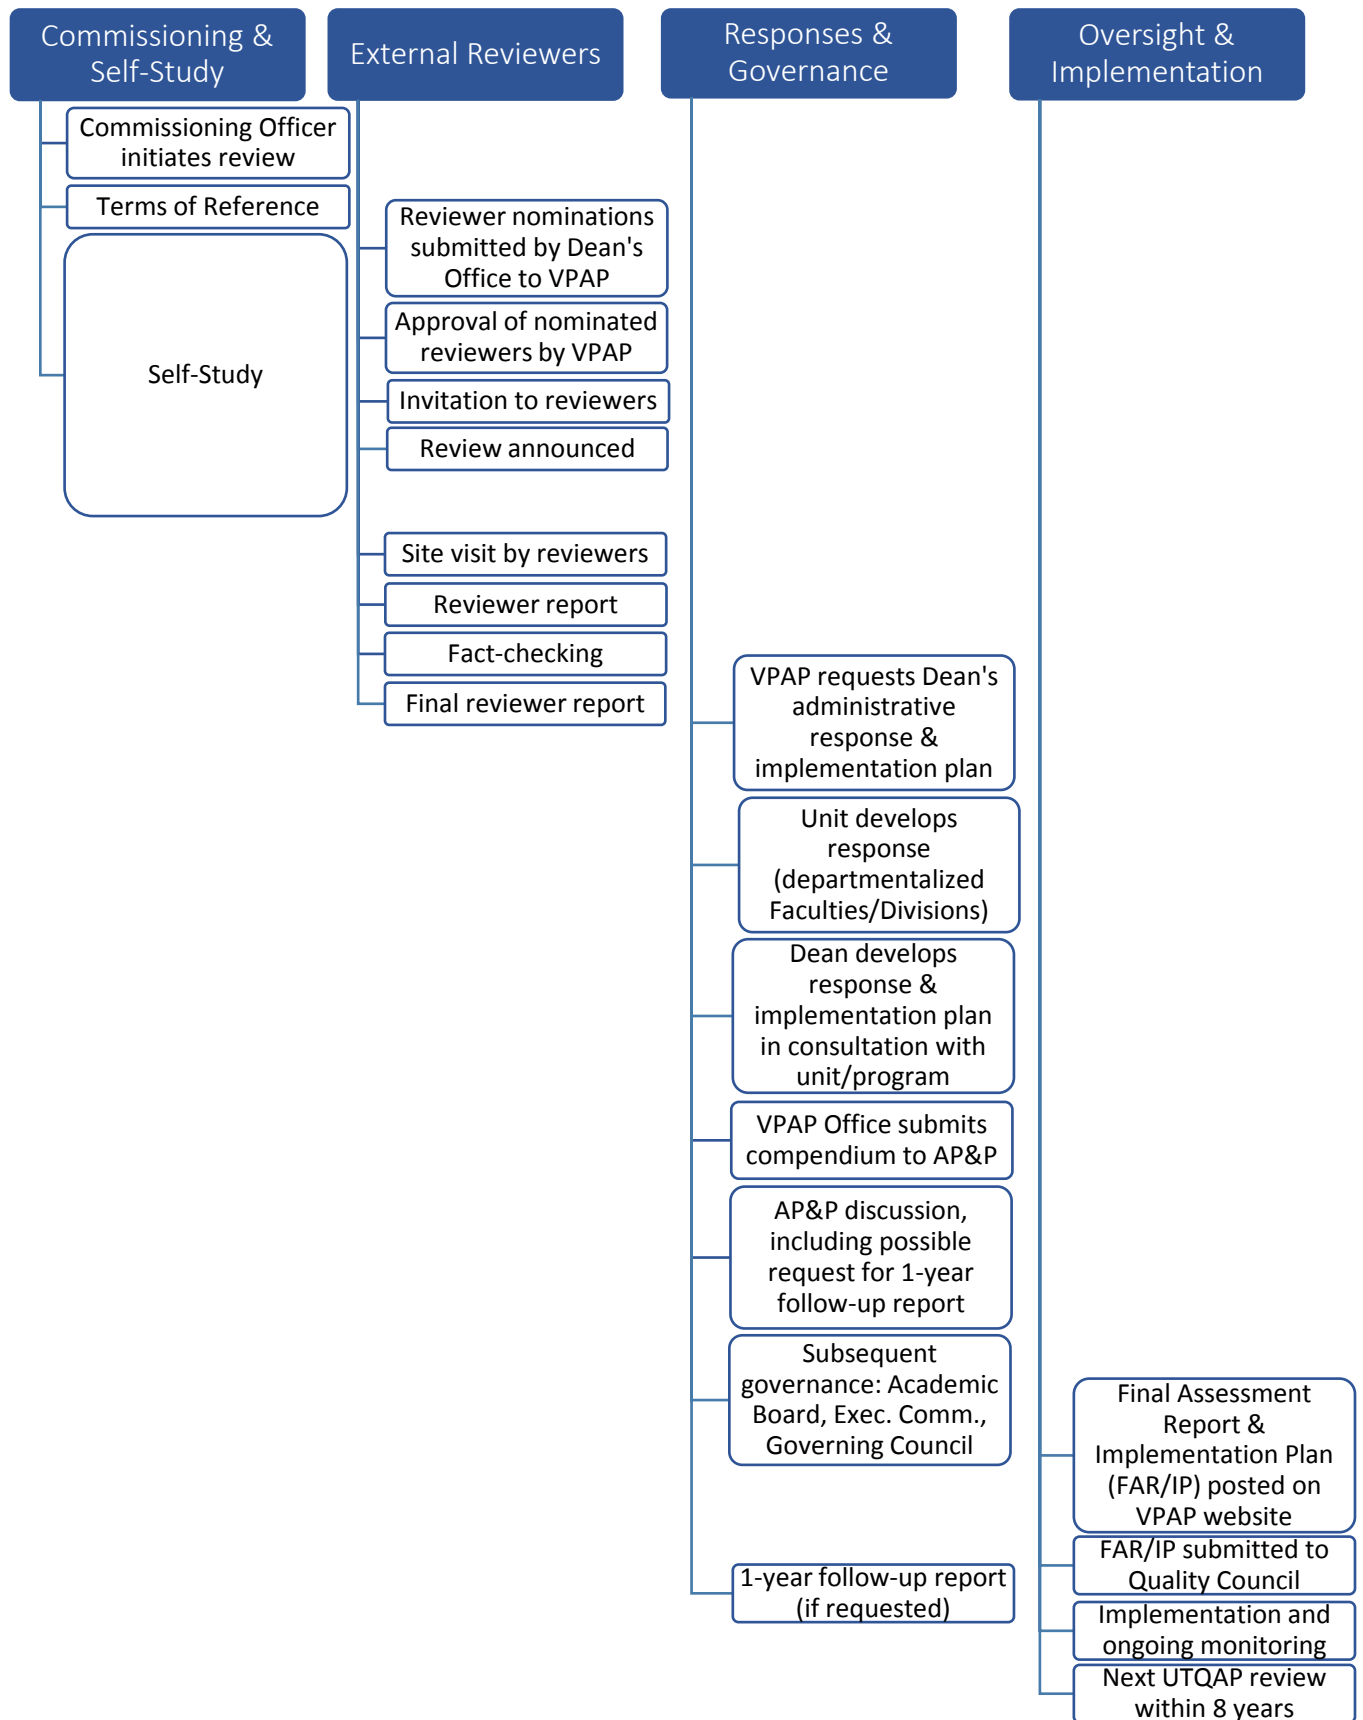 Commissioning &
Self-Study
Commissioning Officer
initiates review
Terms of Reference
Self-Study
External Reviewers
Reviewer nominations
submitted by Dean's
Office to VPAP
Approval of nominated
reviewers by VPAP
Invitation to reviewers
Review announced
Site visit by reviewers
Reviewer report
Fact-checking
Final reviewer report
Responses &
Governance
VPAP requests Dean's
administrative
response &
implementation plan
Unit develops
response
(departmentalized
Faculties/Divisions)
Dean develops
response &
implementation plan
in consultation with
unit/program
VPAP Office submits
compendium to AP&P
AP&P discussion,
including possible
request for 1-year
follow-up report
Subsequent
governance: Academic
Board, Exec. Comm.,
Governing Council
1-year follow-up report
(if requested)
Oversight &
Implementation
Final Assessment
Report &
Implementation Plan
(FAR/IP) posted on
VPAP website
FAR/IP submitted to
Quality Council
Implementation and
ongoing monitoring
Next UTQAP review
within 8 years